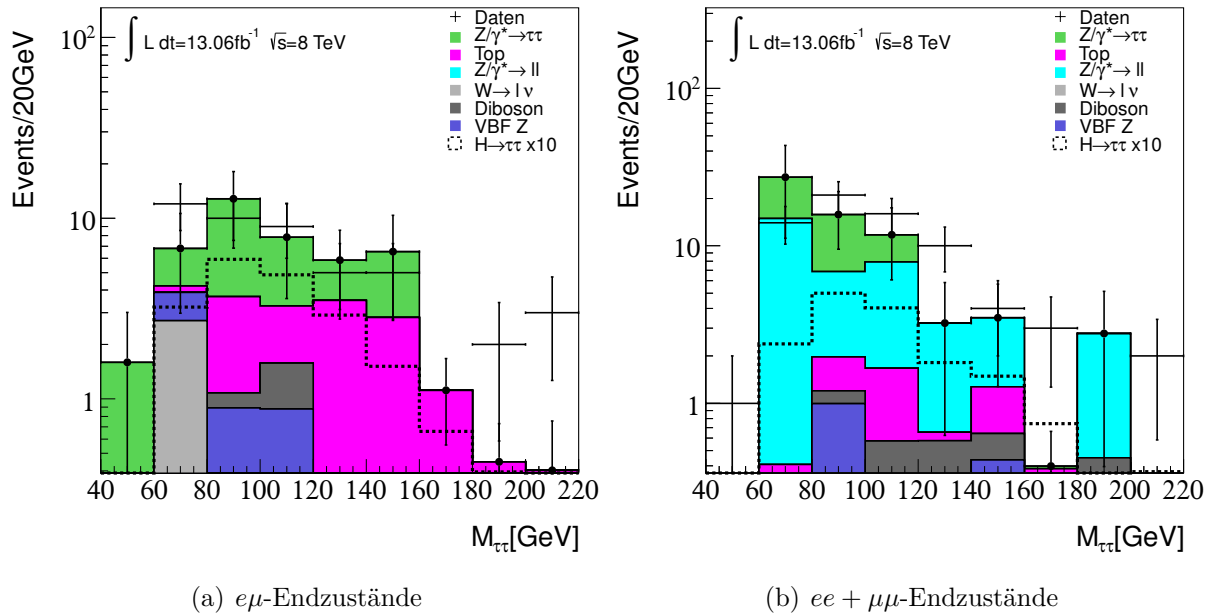 ∫ L dt=13.06fb⁻¹ √s=8 TeV
Daten
Z/γ*→ττ
Top
Z/γ*→ ll
W→ l ν
Diboson
VBF Z
H→ττ x10
Events/20GeV
10²
10
1
40 60 80 100 120 140 160 180 200 220
M_ττ[GeV]
(a) eμ-Endzustände
∫ L dt=13.06fb⁻¹ √s=8 TeV
Daten
Z/γ*→ττ
Top
Z/γ*→ ll
W→ l ν
Diboson
VBF Z
H→ττ x10
Events/20GeV
10²
10
1
40 60 80 100 120 140 160 180 200 220
M_ττ[GeV]
(b) ee + μμ-Endzustände